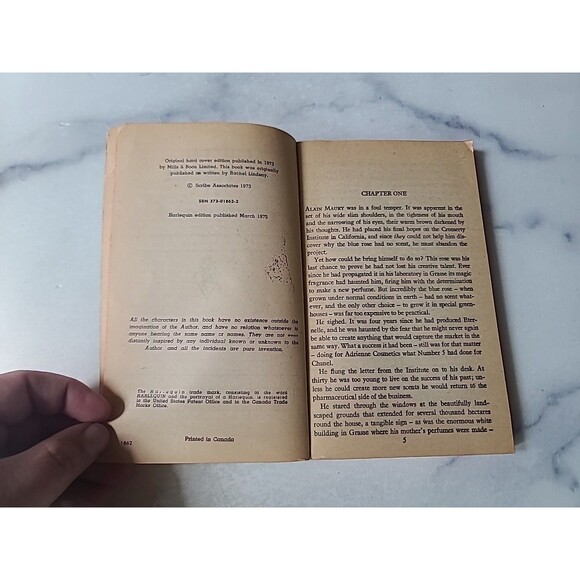 Original hard cover edition published in 1973
by Mills & Boon Limited. This book was originally
published as written by Rachel Lindsay.
© Scribe Associates 1973
SBN 373-01862-2
Harlequin edition published March 1975
All the characters in this book have no existence outside the
imagination of the Author, and have no relation whatsoever to
anyone bearing the same name or names. They are not even
distantly inspired by any individual known or unknown to the
Author and all the incidents are pure invention.
The Harlequin trade mark, consisting of the word
HARLEQUIN and the portrayal of a Harlequin, is registered
in the United States Patent Office and in the Canada Trade
Marks Office.
1862
Printed in Canada
CHAPTER ONE
ALAIN MAURY was in a foul temper. It was apparent in the
set of his wide slim shoulders, in the tightness of his mouth
and the narrowing of his eyes, their warm brown darkened
by his thoughts. He had placed his final hopes on the Crosserty
Institute in California, and since they could not help him dis-
cover why the blue rose had no scent, he must abandon the
project.
Yet how could he bring himself to do so? This rose was his
last chance to prove he had not lost his creative talent. Ever
since he had propagated it in his laboratory in Grasse its magic
fragrance had haunted him, firing him with the determination
to make a new perfume. But incredibly the blue rose – when
grown under normal conditions in earth – had no scent what-
ever, and the only other choice – to grow it in special green-
houses – was far too expensive to be practical.
He sighed. It was four years since he had produced Eter-
nelle, and he was haunted by the fear that he might never again
be able to create anything that would capture the market in the
same way. What a success it had been – still was for that matter
– doing for Adrienne Cosmetics what Number 5 had done for
Chanel.
He flung the letter from the Institute on to his desk. At
thirty he was too young to live on the success of his past; unless
he could create more new scents he would return to the
pharmaceutical side of the business.
He stared through the windows at the beautifully land-
scaped grounds that extended for several thousand hectares
round the house, a tangible sign – as was the enormous white
building in Grasse where his mother's perfumes were made –
5